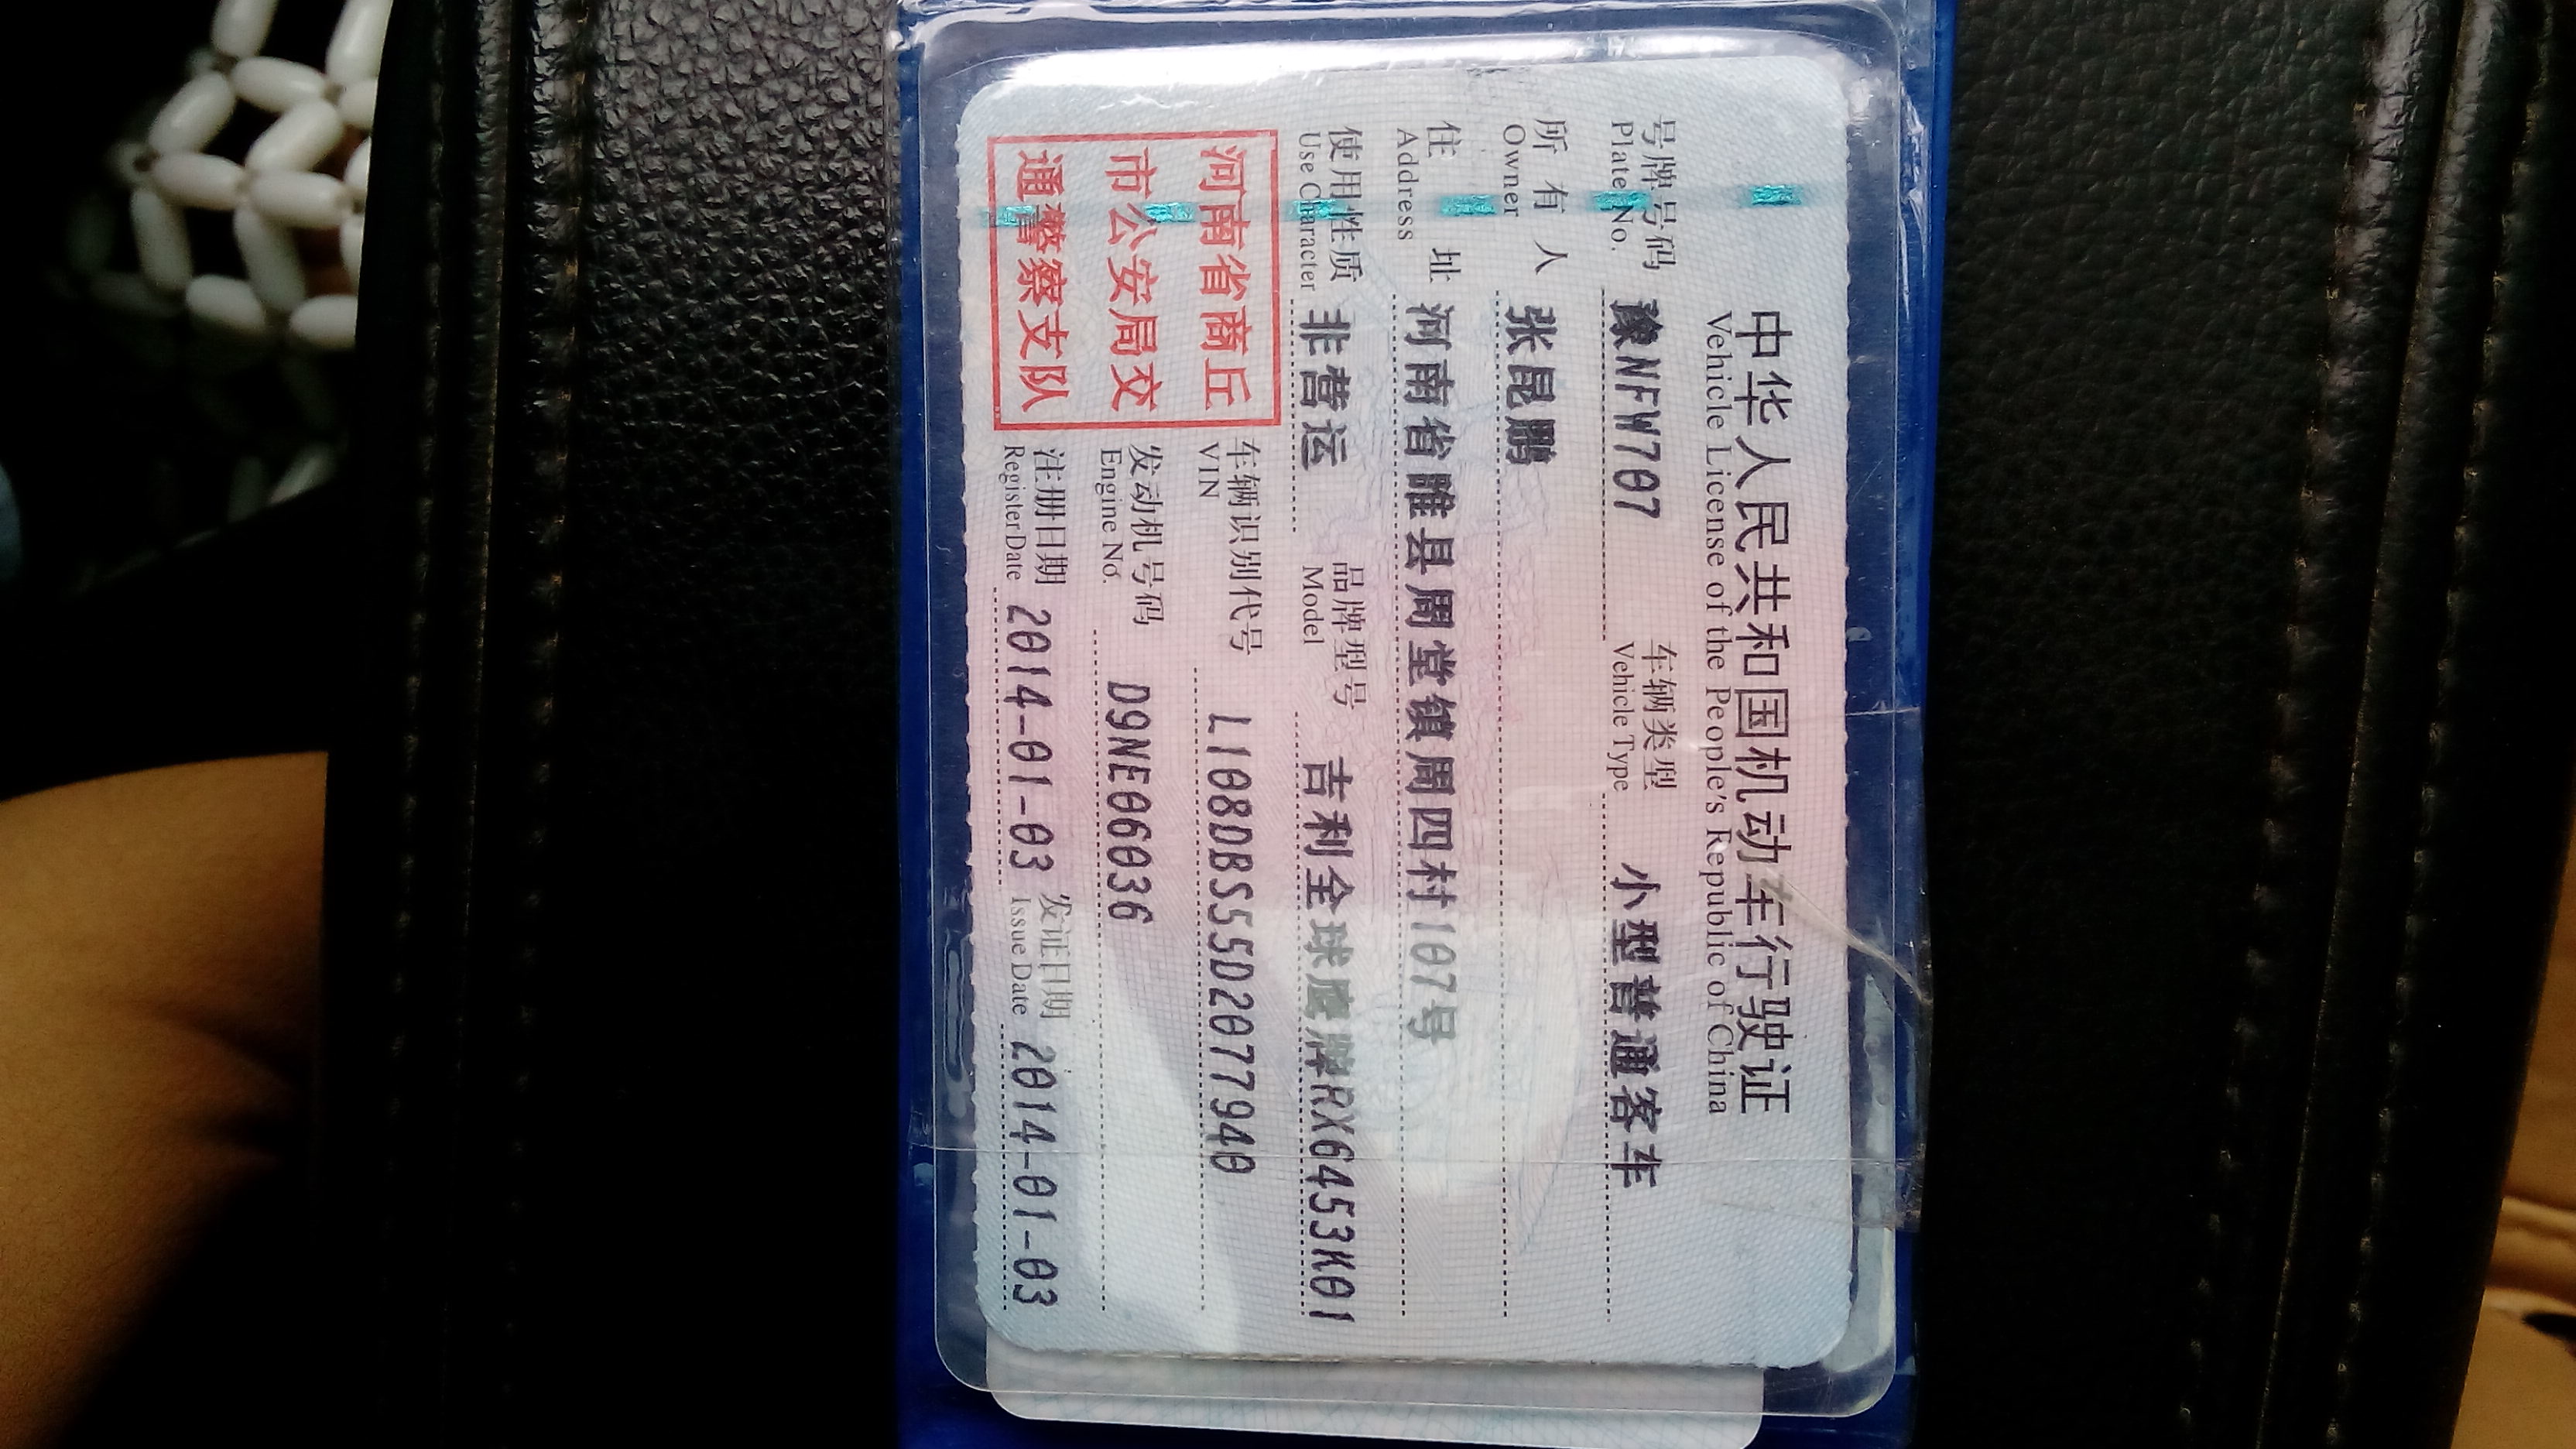 中华人民共和国机动车行驶证
Vehicle License of the People's Republic of China
号牌号码 豫NFW707 车辆类型 小型普通客车
Plate No. Vehicle Type
所有人 张昆鹏
Owner
住址 河南省睢县周堂镇周四村107号
Address
使用性质 非营运 品牌型号 吉利全球鹰牌RX6453K01
Use Character Model
河南省商丘
市公安局交
通警察支队
车辆识别代号 L108DBS55D2077940
VIN
发动机号码 D9NE06036
Engine No.
注册日期 2014-01-03 发证日期 2014-01-03
Register Date Issue Date